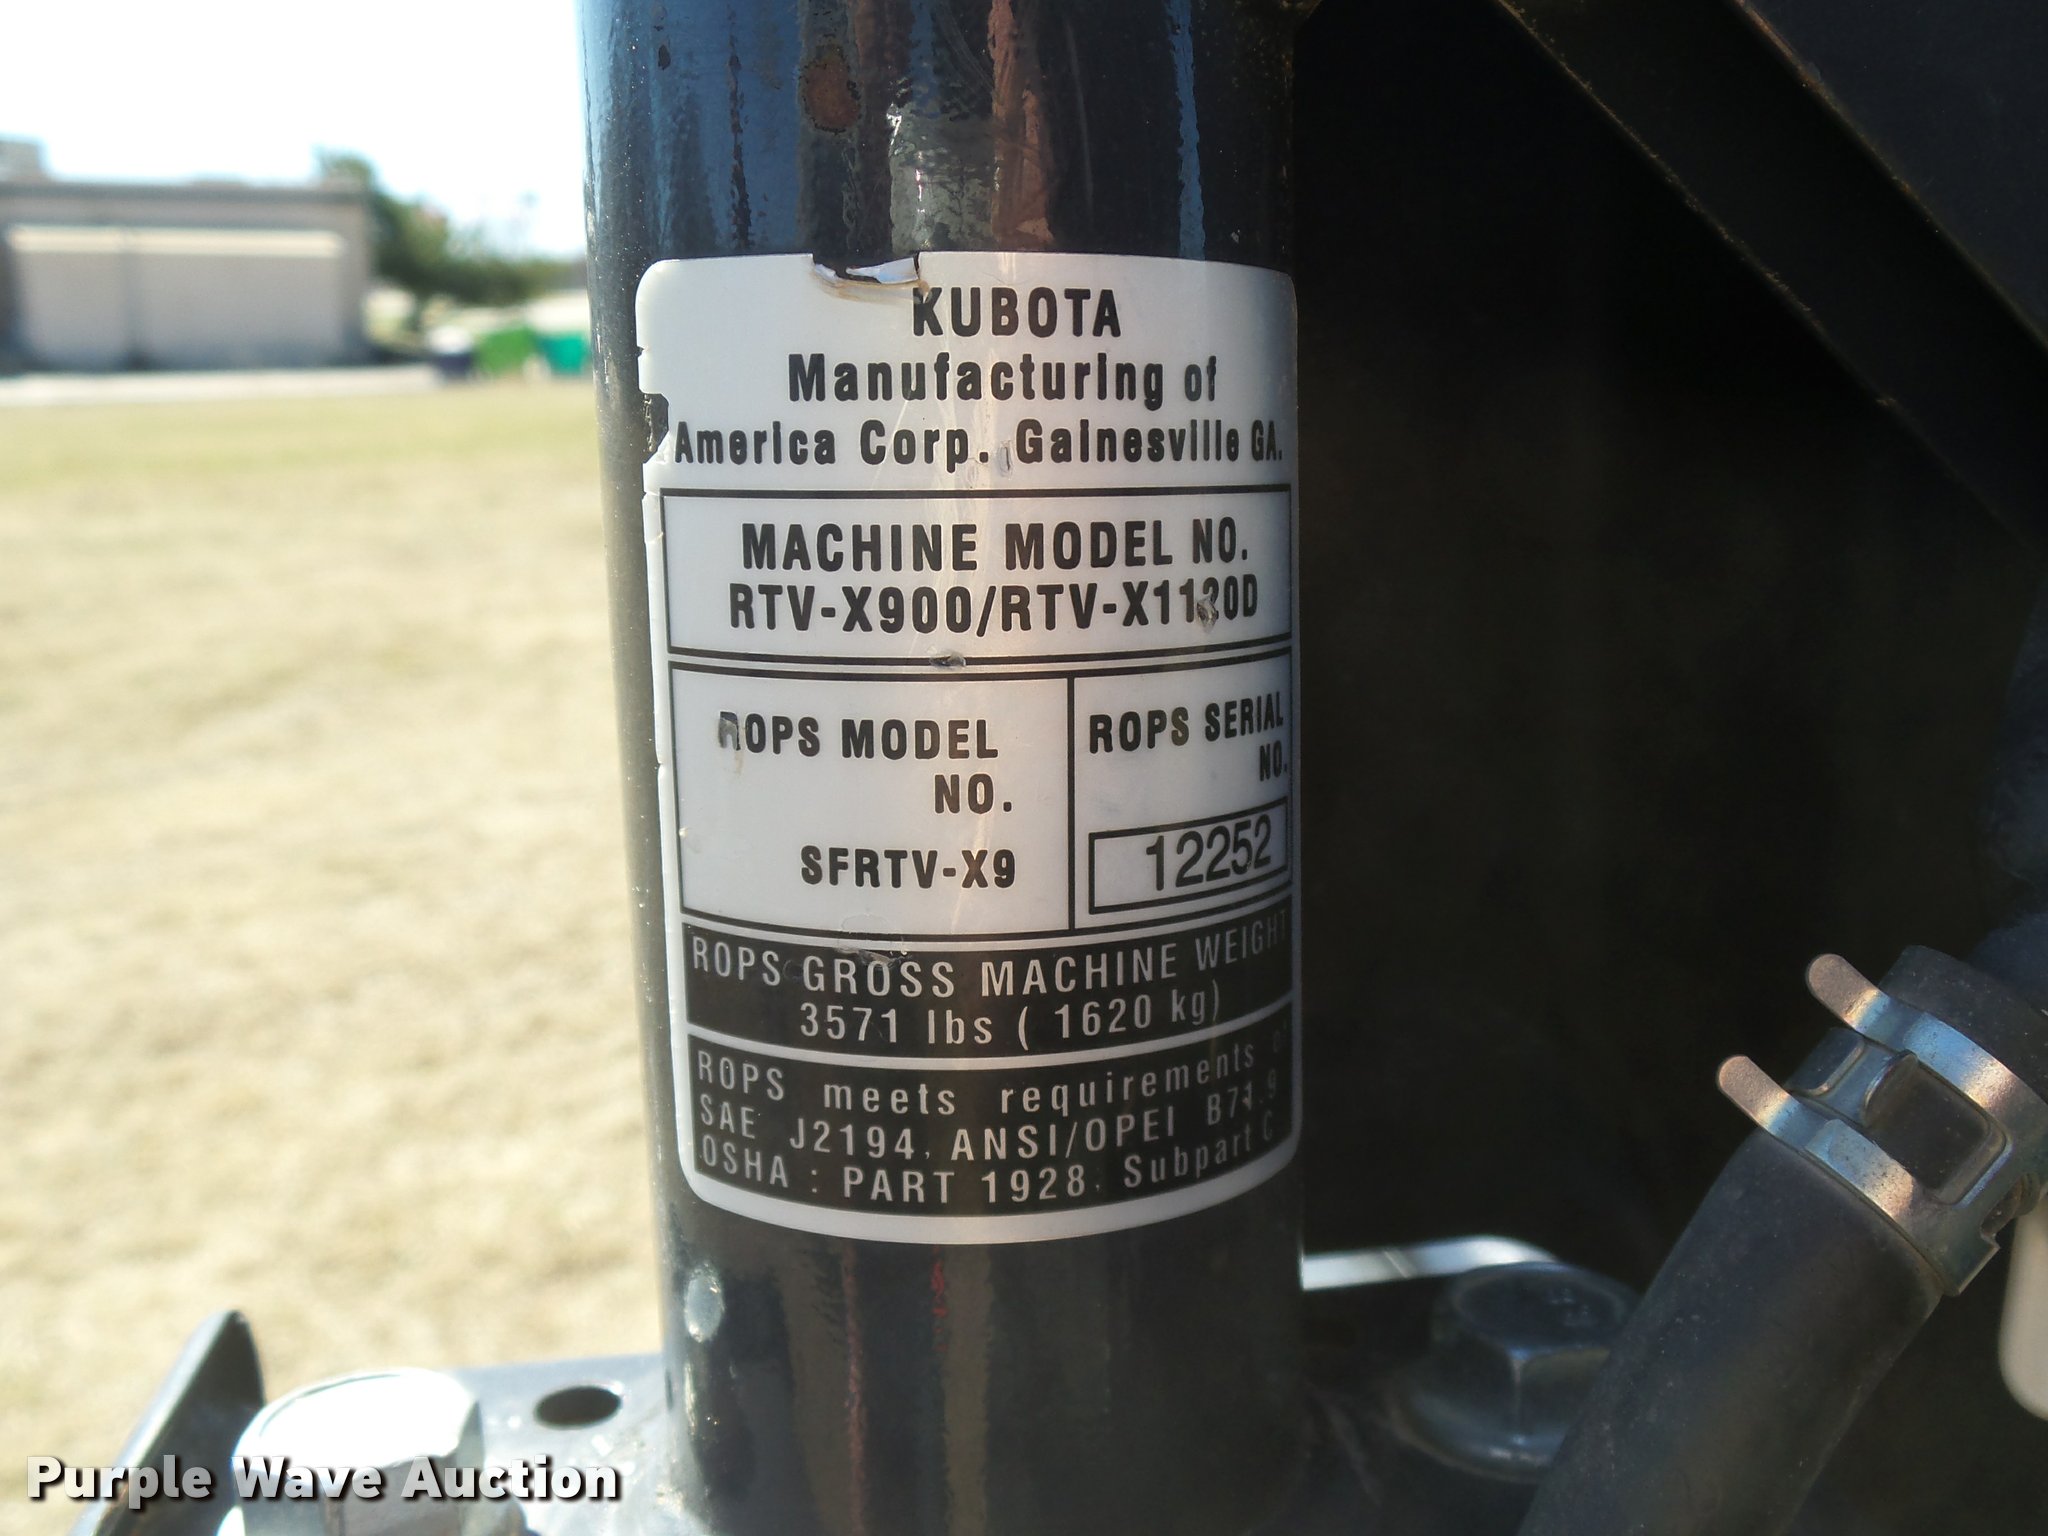 KUBOTA
Manufacturing of
America Corp. Gainesville GA.
MACHINE MODEL NO.
RTV-X900/RTV-X1120D
ROPS MODEL
NO.
SFRTV-X9
ROPS SERIAL
NO.
12252
ROPS GROSS MACHINE WEIGHT
3571 lbs ( 1620 kg)
ROPS meets requirements of
SAE J2194, ANSI/OPEI B71.9
OSHA : PART 1928, Subpart C
Purple Wave Auction